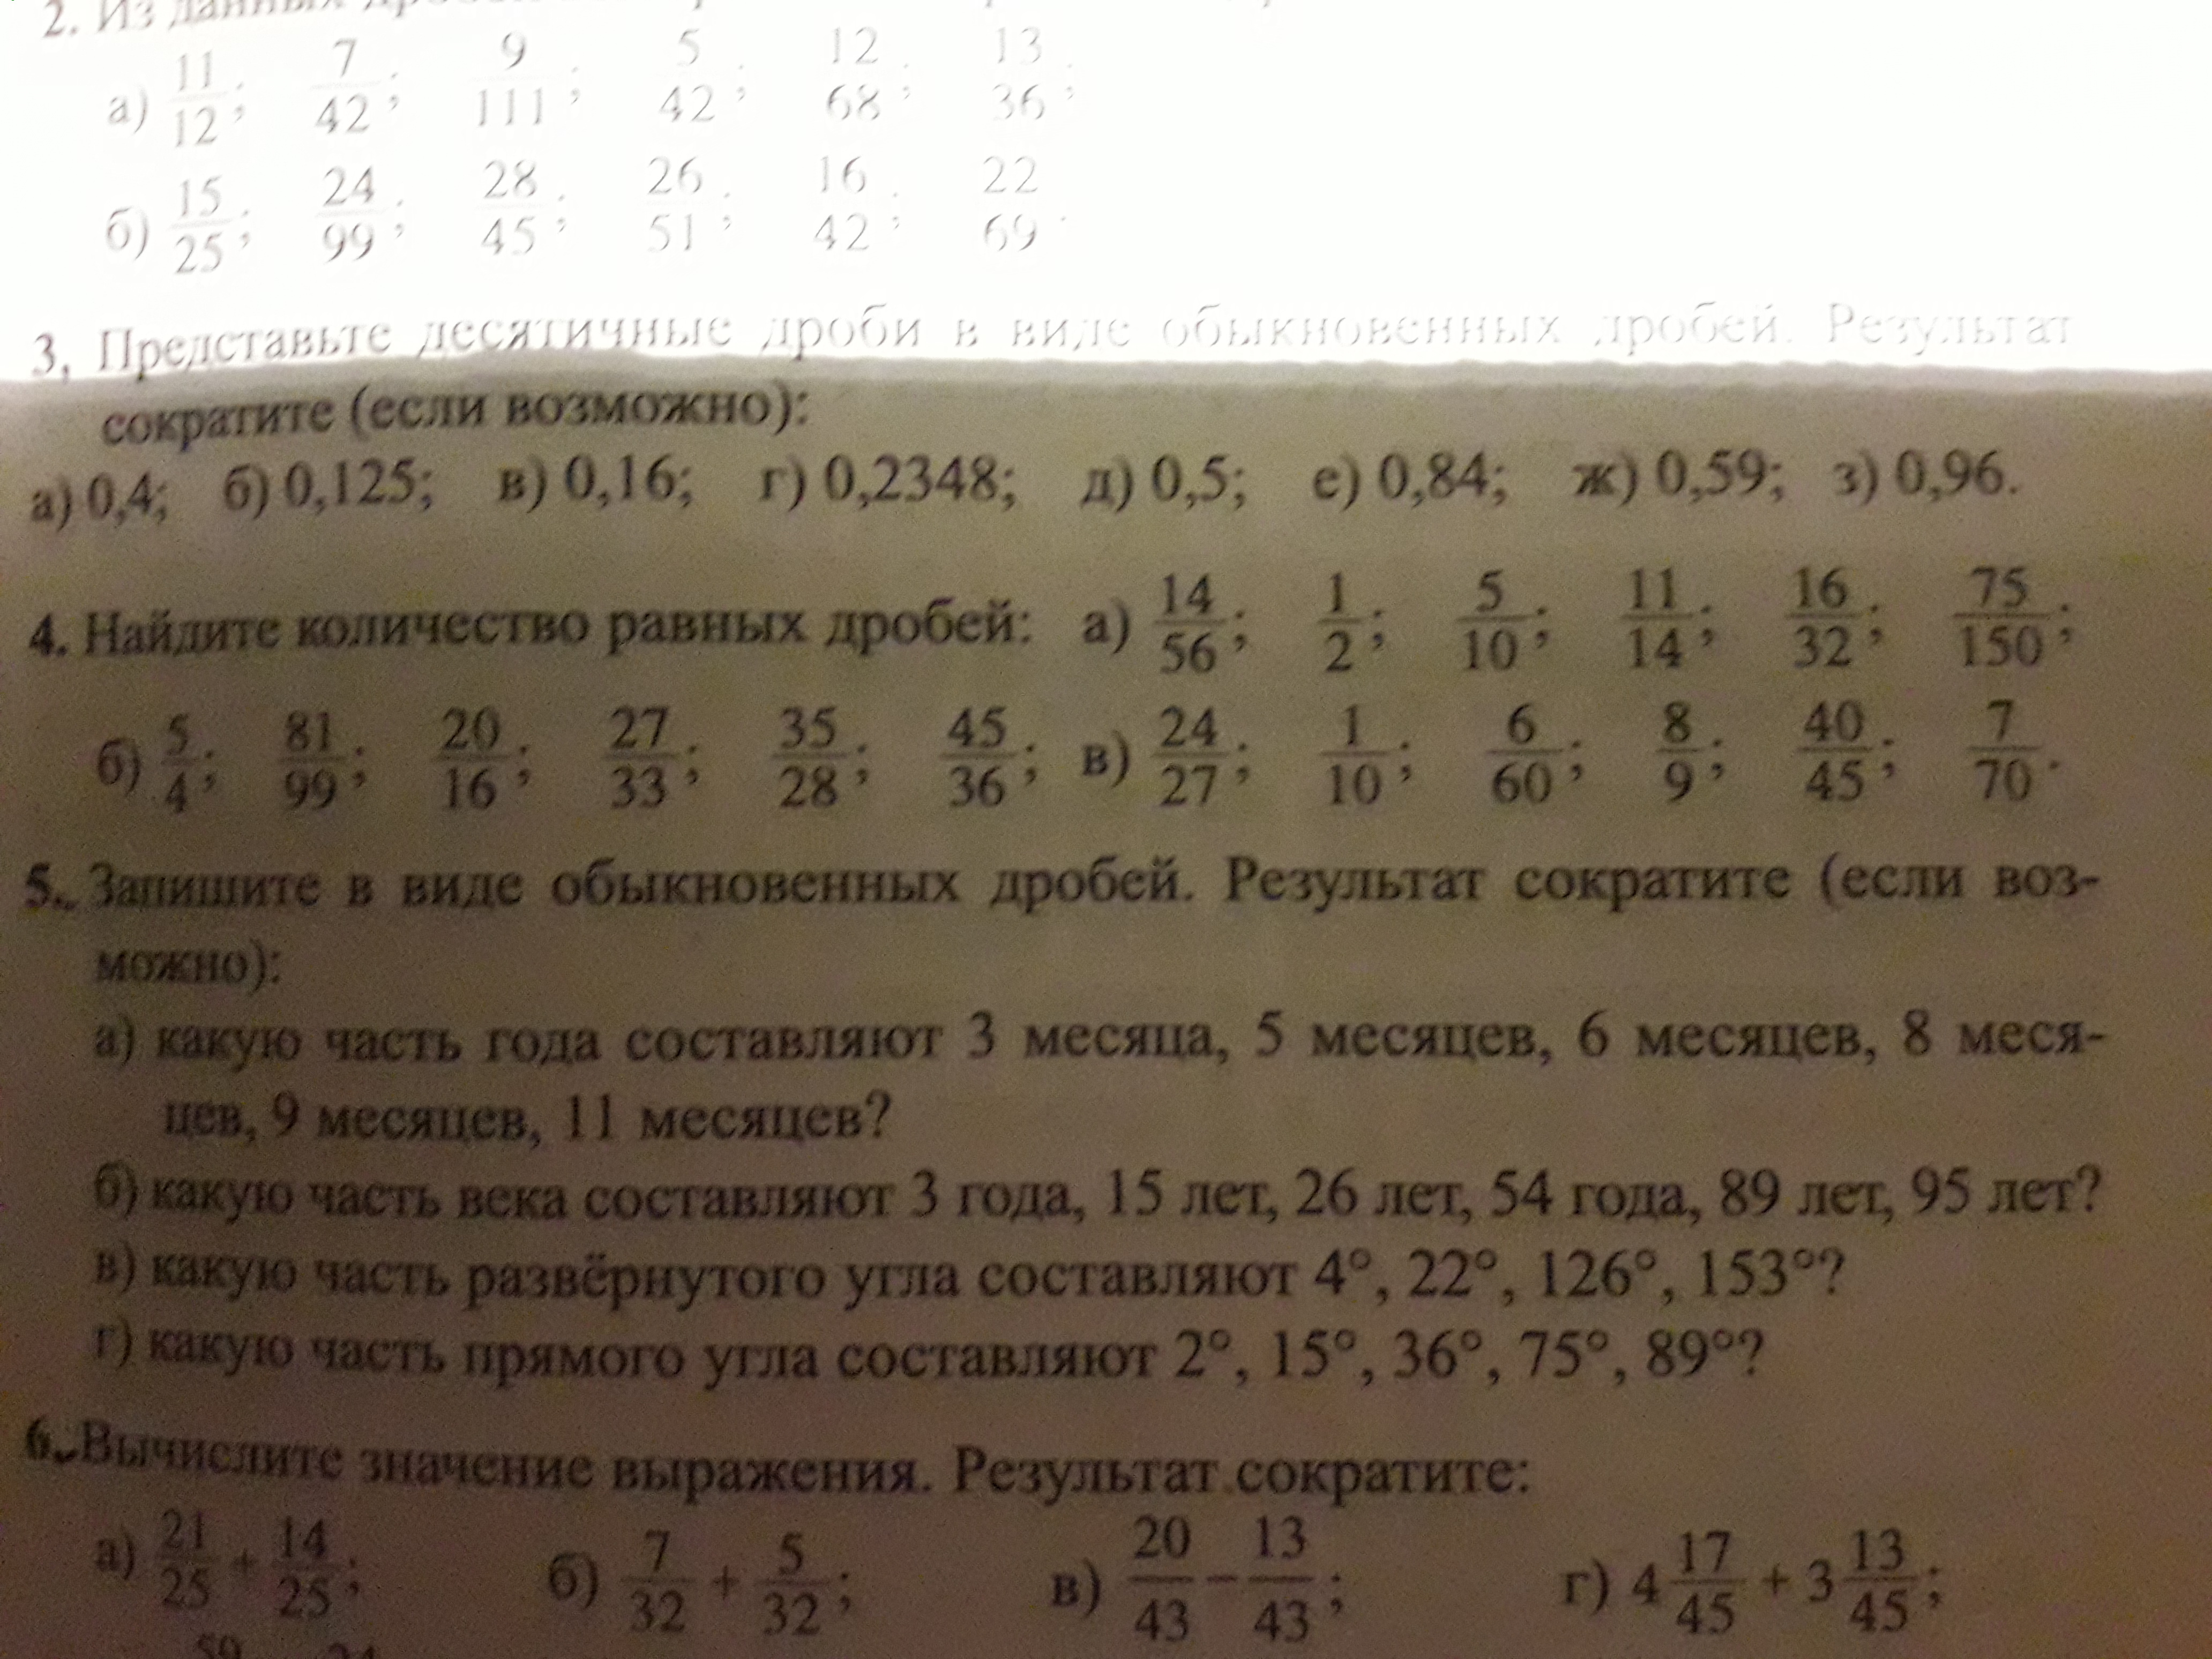 2. Из данных
а) 11/12; 7/42; 9/111; 5/42; 12/68; 13/36;
б) 15/25; 24/99; 28/45; 26/51; 16/42; 22/69.
3. Представьте десятичные дроби в виде обыкновенных дробей. Результат
сократите (если возможно):
а) 0,4; б) 0,125; в) 0,16; г) 0,2348; д) 0,5; е) 0,84; ж) 0,59; з) 0,96.
4. Найдите количество равных дробей: а) 14/56; 1/2; 5/10; 11/14; 16/32; 75/150;
б) 5/4; 81/99; 20/16; 27/33; 35/28; 45/36; в) 24/27; 1/10; 6/60; 8/9; 40/45; 7/70.
5. Запишите в виде обыкновенных дробей. Результат сократите (если воз-
можно):
а) какую часть года составляют 3 месяца, 5 месяцев, 6 месяцев, 8 меся-
цев, 9 месяцев, 11 месяцев?
б) какую часть века составляют 3 года, 15 лет, 26 лет, 54 года, 89 лет, 95 лет?
в) какую часть развёрнутого угла составляют 4°, 22°, 126°, 153°?
г) какую часть прямого угла составляют 2°, 15°, 36°, 75°, 89°?
6. Вычислите значение выражения. Результат сократите:
а) 21/25 + 14/25; б) 7/32 + 5/32; в) 20/43 − 13/43; г) 4 17/45 + 3 13/45;